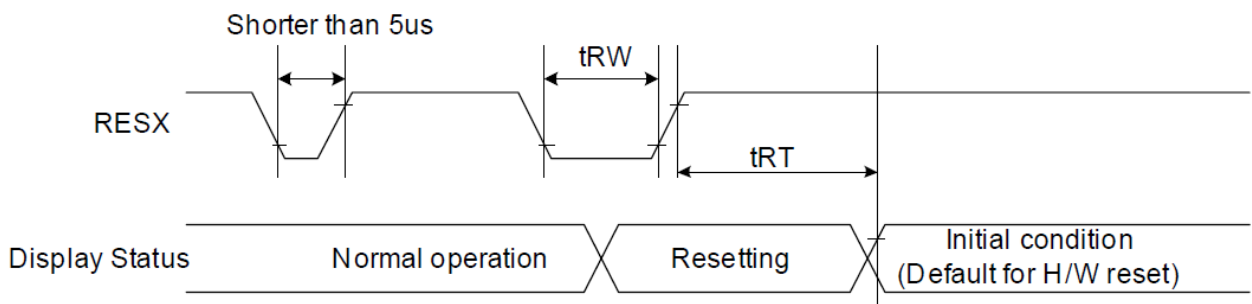 Shorter than 5us
tRW
RESX
tRT
Display Status
Normal operation
Resetting
Initial condition
(Default for H/W reset)